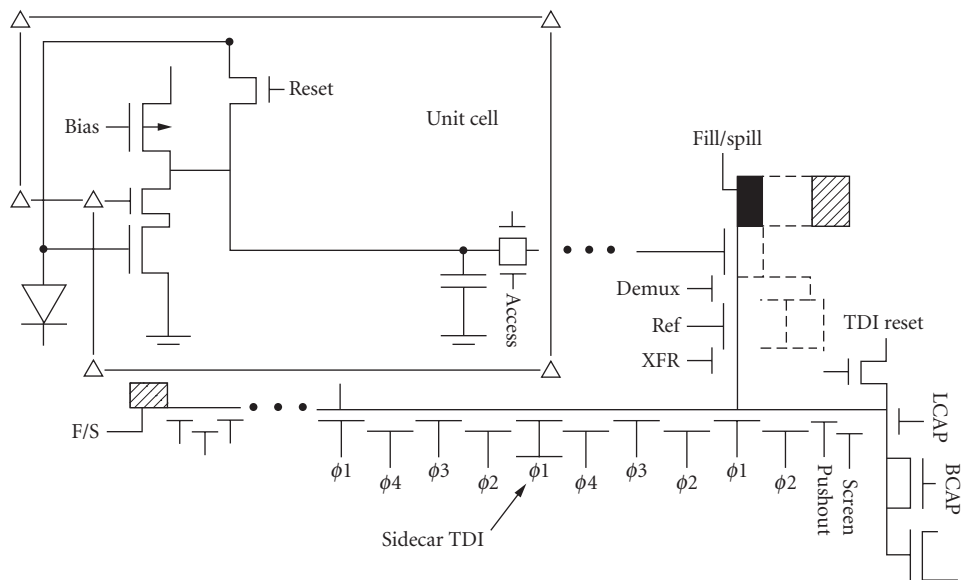 Reset
Bias
Unit cell
Fill/spill
Access
Demux
Ref
XFR
TDI reset
F/S
LCAP
BCAP
ϕ1
ϕ4
ϕ3
ϕ2
ϕ1
ϕ4
ϕ3
ϕ2
ϕ1
ϕ2
Pushout
Screen
Sidecar TDI